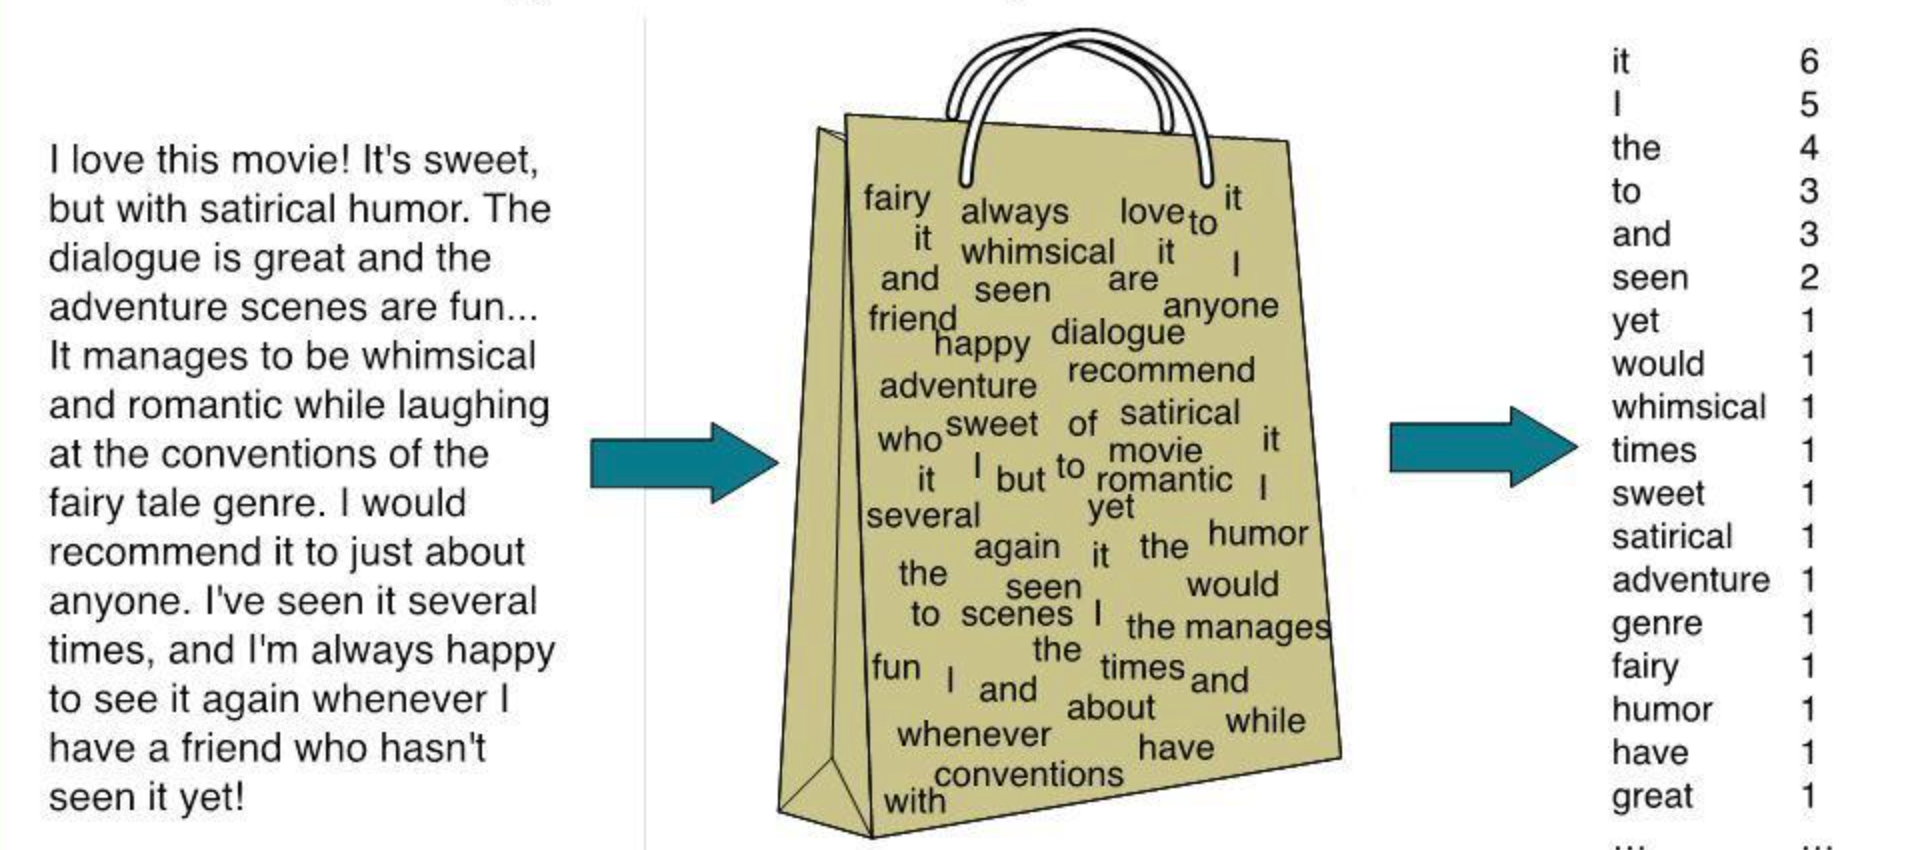 I love this movie! It's sweet,
but with satirical humor. The
dialogue is great and the
adventure scenes are fun...
It manages to be whimsical
and romantic while laughing
at the conventions of the
fairy tale genre. I would
recommend it to just about
anyone. I've seen it several
times, and I'm always happy
to see it again whenever I
have a friend who hasn't
seen it yet!
fairy always love to it
it whimsical it I
and seen are anyone
friend happy dialogue
adventure recommend
who sweet of satirical
it I but to movie it
romantic I
several yet
again it the humor
the seen would
to scenes I the manages
fun I the times and
and about
whenever have while
conventions
with
it 6
I 5
the 4
to 3
and 3
seen 2
yet 1
would 1
whimsical 1
times 1
sweet 1
satirical 1
adventure 1
genre 1
fairy 1
humor 1
have 1
great 1
... ...